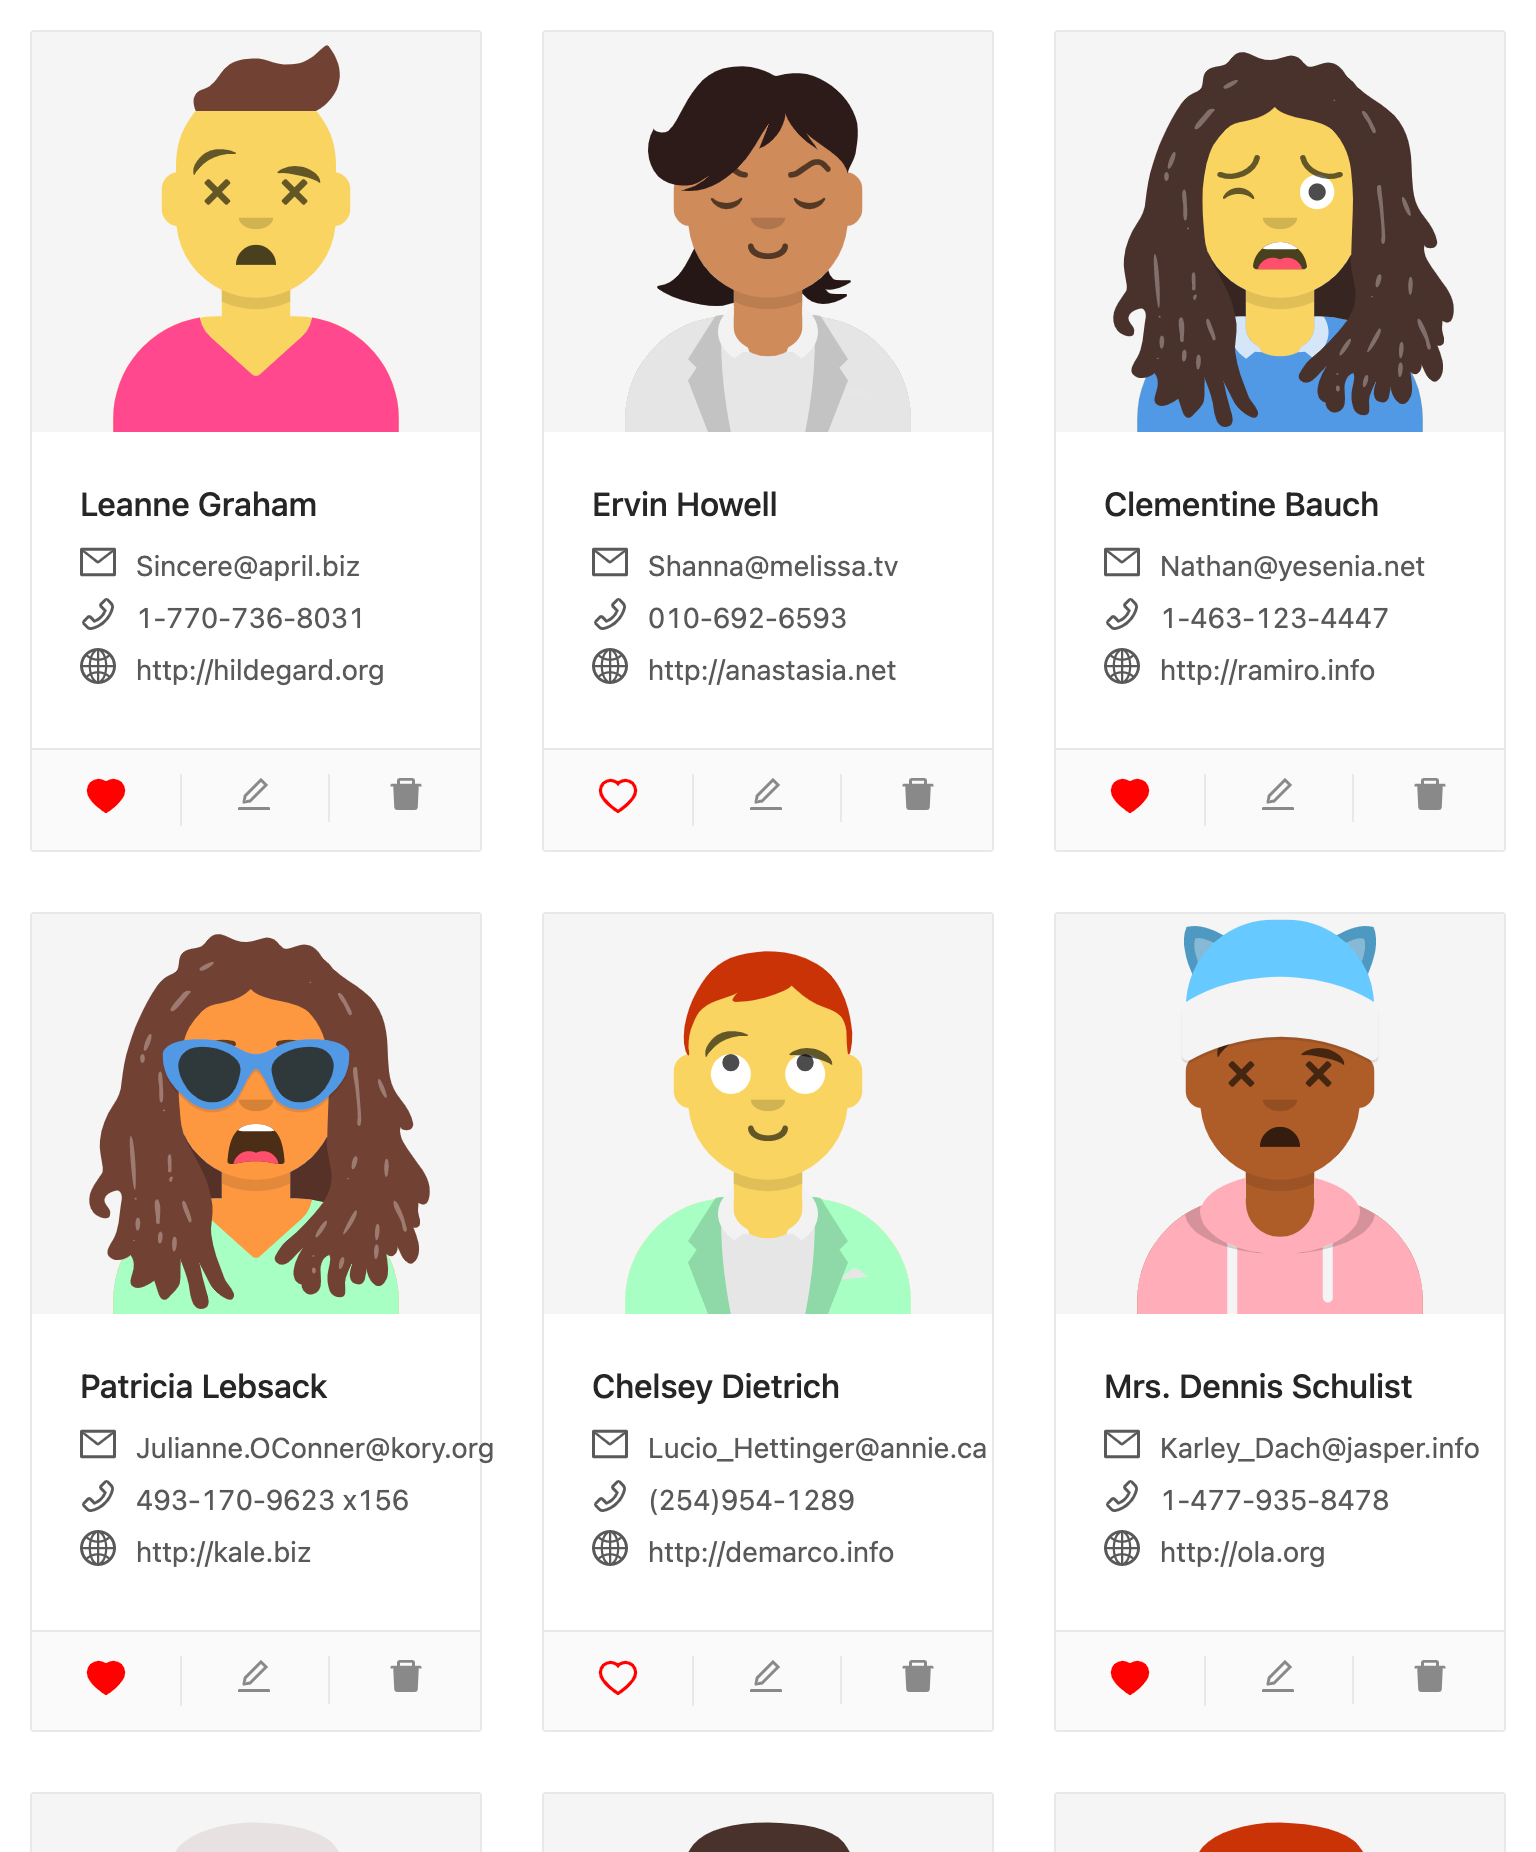 Leanne Graham
Sincere@april.biz
1-770-736-8031
http://hildegard.org
Ervin Howell
Shanna@melissa.tv
010-692-6593
http://anastasia.net
Clementine Bauch
Nathan@yesenia.net
1-463-123-4447
http://ramiro.info
Patricia Lebsack
Julianne.OConner@kory.org
493-170-9623 x156
http://kale.biz
Chelsey Dietrich
Lucio_Hettinger@annie.ca
(254)954-1289
http://demarco.info
Mrs. Dennis Schulist
Karley_Dach@jasper.info
1-477-935-8478
http://ola.org